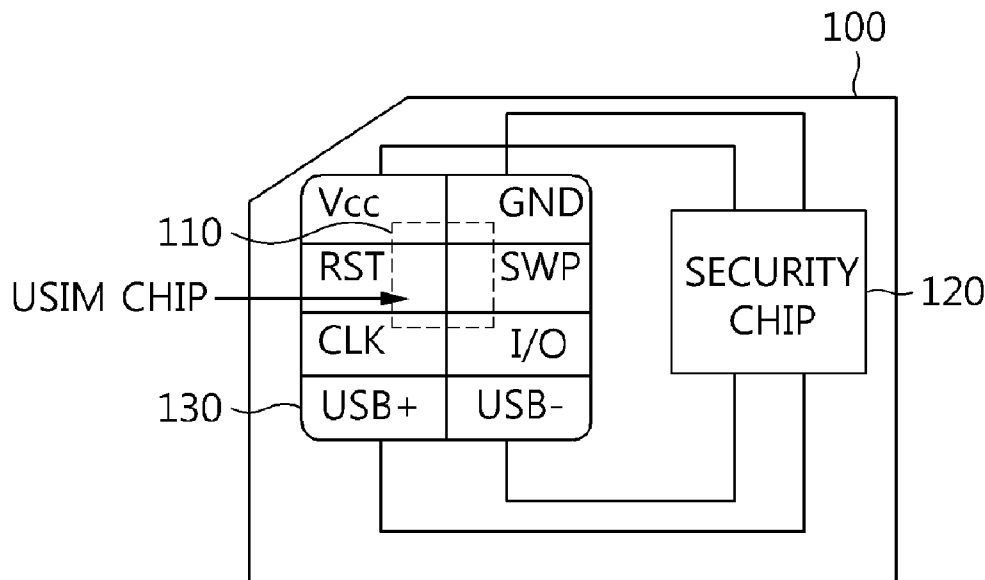 100
Vcc GND
110
RST SWP
USIM CHIP
SECURITY
CHIP
120
CLK I/O
130
USB+ USB-